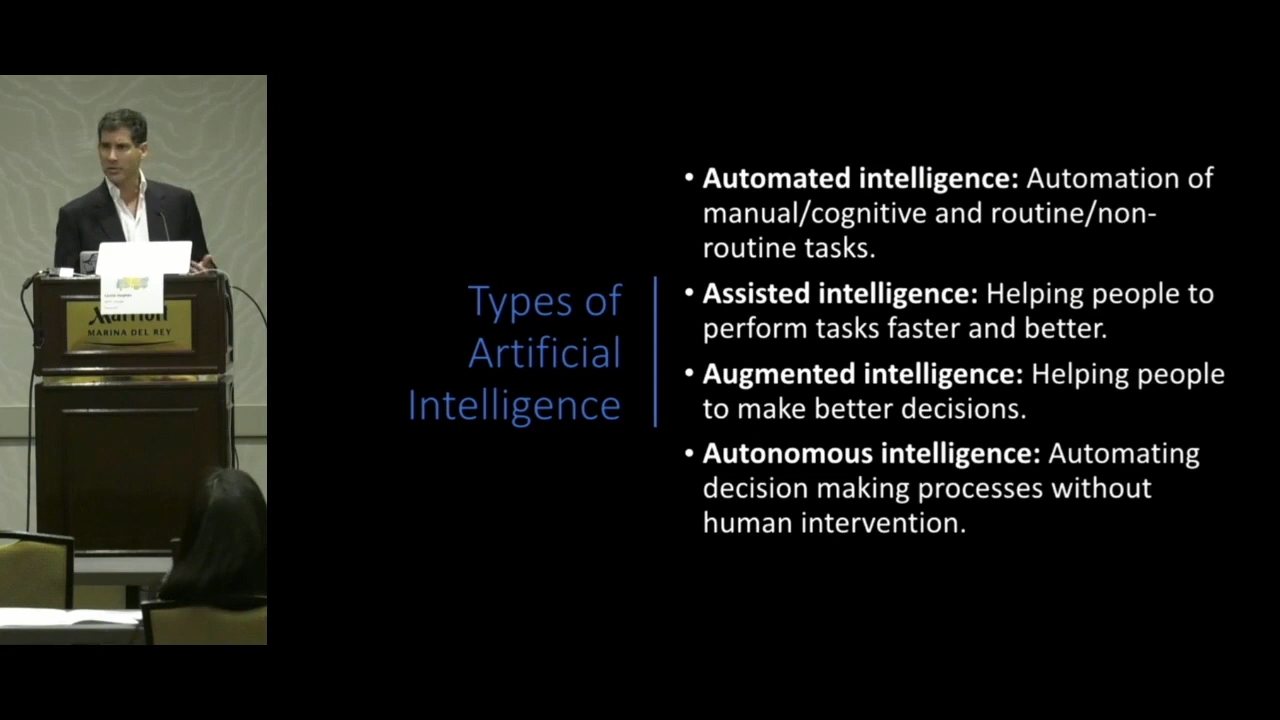 Marriott
MARINA DEL REY
Types of
Artificial
Intelligence
• Automated intelligence: Automation of
manual/cognitive and routine/non-
routine tasks.
• Assisted intelligence: Helping people to
perform tasks faster and better.
• Augmented intelligence: Helping people
to make better decisions.
• Autonomous intelligence: Automating
decision making processes without
human intervention.